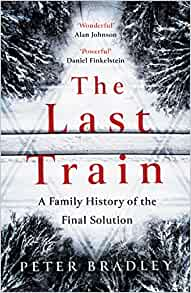 'Wonderful'
Alan Johnson
'Powerful'
Daniel Finkelstein
The
Last
Train
A Family History of the
Final Solution
PETER BRADLEY